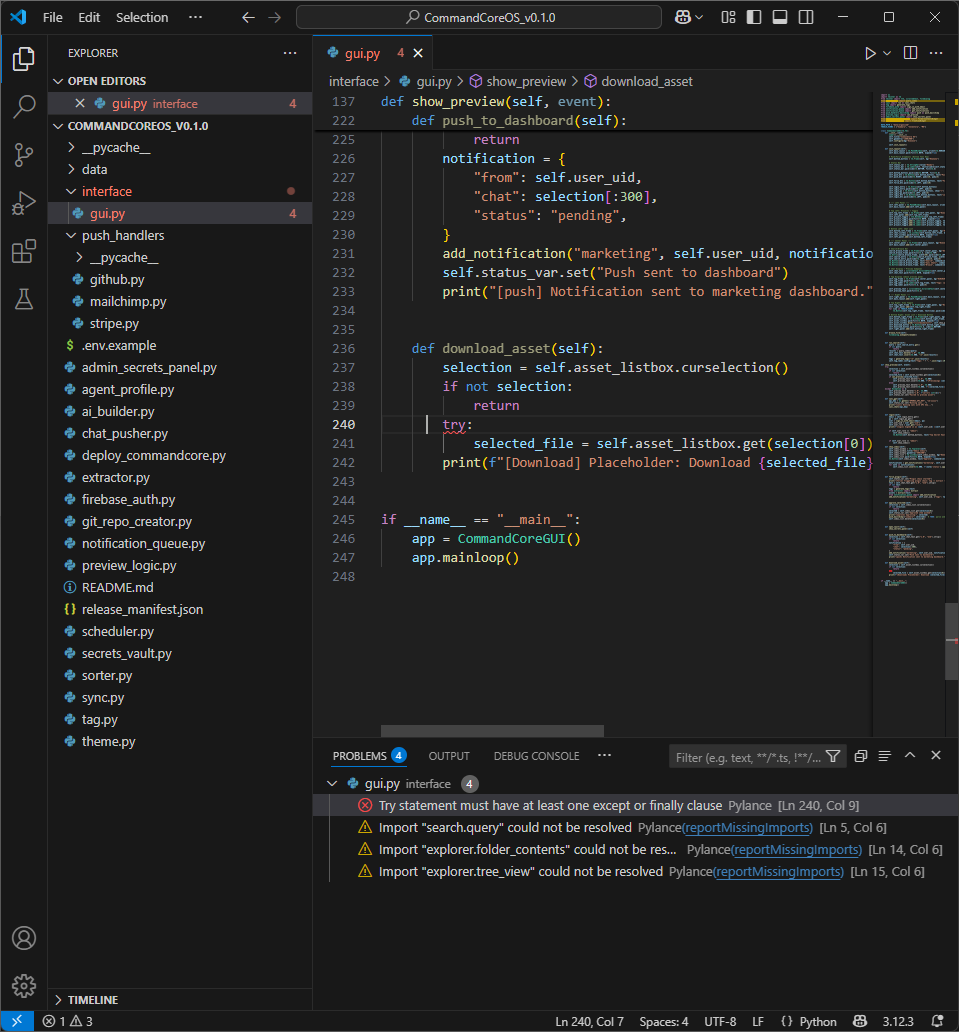 File Edit Selection ··· CommandCoreOS_v0.1.0
EXPLORER
OPEN EDITORS
gui.py interface 4
COMMANDCOREOS_V0.1.0
__pycache__
data
interface
gui.py 4
push_handlers
__pycache__
github.py
mailchimp.py
stripe.py
.env.example
admin_secrets_panel.py
agent_profile.py
ai_builder.py
chat_pusher.py
deploy_commandcore.py
extractor.py
firebase_auth.py
git_repo_creator.py
notification_queue.py
preview_logic.py
README.md
release_manifest.json
scheduler.py
secrets_vault.py
sorter.py
sync.py
tag.py
theme.py
TIMELINE
gui.py 4
interface > gui.py > show_preview > download_asset
137 def show_preview(self, event):
222 def push_to_dashboard(self):
225 return
226 notification = {
227 "from": self.user_uid,
228 "chat": selection[:300],
229 "status": "pending",
230 }
231 add_notification("marketing", self.user_uid, notificatio
232 self.status_var.set("Push sent to dashboard")
233 print("[push] Notification sent to marketing dashboard."
234
235
236 def download_asset(self):
237 selection = self.asset_listbox.curselection()
238 if not selection:
239 return
240 try:
241 selected_file = self.asset_listbox.get(selection[0])
242 print(f"[Download] Placeholder: Download {selected_file}
243
244
245 if __name__ == "__main__":
246 app = CommandCoreGUI()
247 app.mainloop()
248
PROBLEMS 4 OUTPUT DEBUG CONSOLE ··· Filter (e.g. text, **/*.ts, !**/...
gui.py interface 4
Try statement must have at least one except or finally clause Pylance [Ln 240, Col 9]
Import "search.query" could not be resolved Pylance(reportMissingImports) [Ln 5, Col 6]
Import "explorer.folder_contents" could not be res... Pylance(reportMissingImports) [Ln 14, Col 6]
Import "explorer.tree_view" could not be resolved Pylance(reportMissingImports) [Ln 15, Col 6]
1 3 Ln 240, Col 7 Spaces: 4 UTF-8 LF {} Python 3.12.3